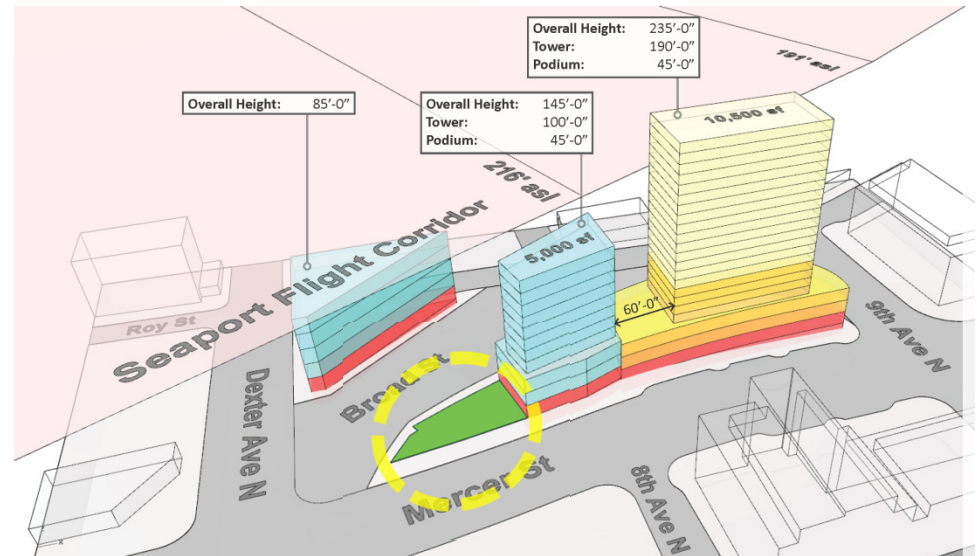 Overall Height: 235'-0"
Tower: 190'-0"
Podium: 45'-0"
191' asl
Overall Height: 85'-0"
Overall Height: 145'-0"
Tower: 100'-0"
Podium: 45'-0"
10,500 sf
216' asl
Seaport Flight Corridor
5,000 sf
60'-0"
Roy St
9th Ave N
Broad St
Dexter Ave N
Mercer St
8th Ave N
x